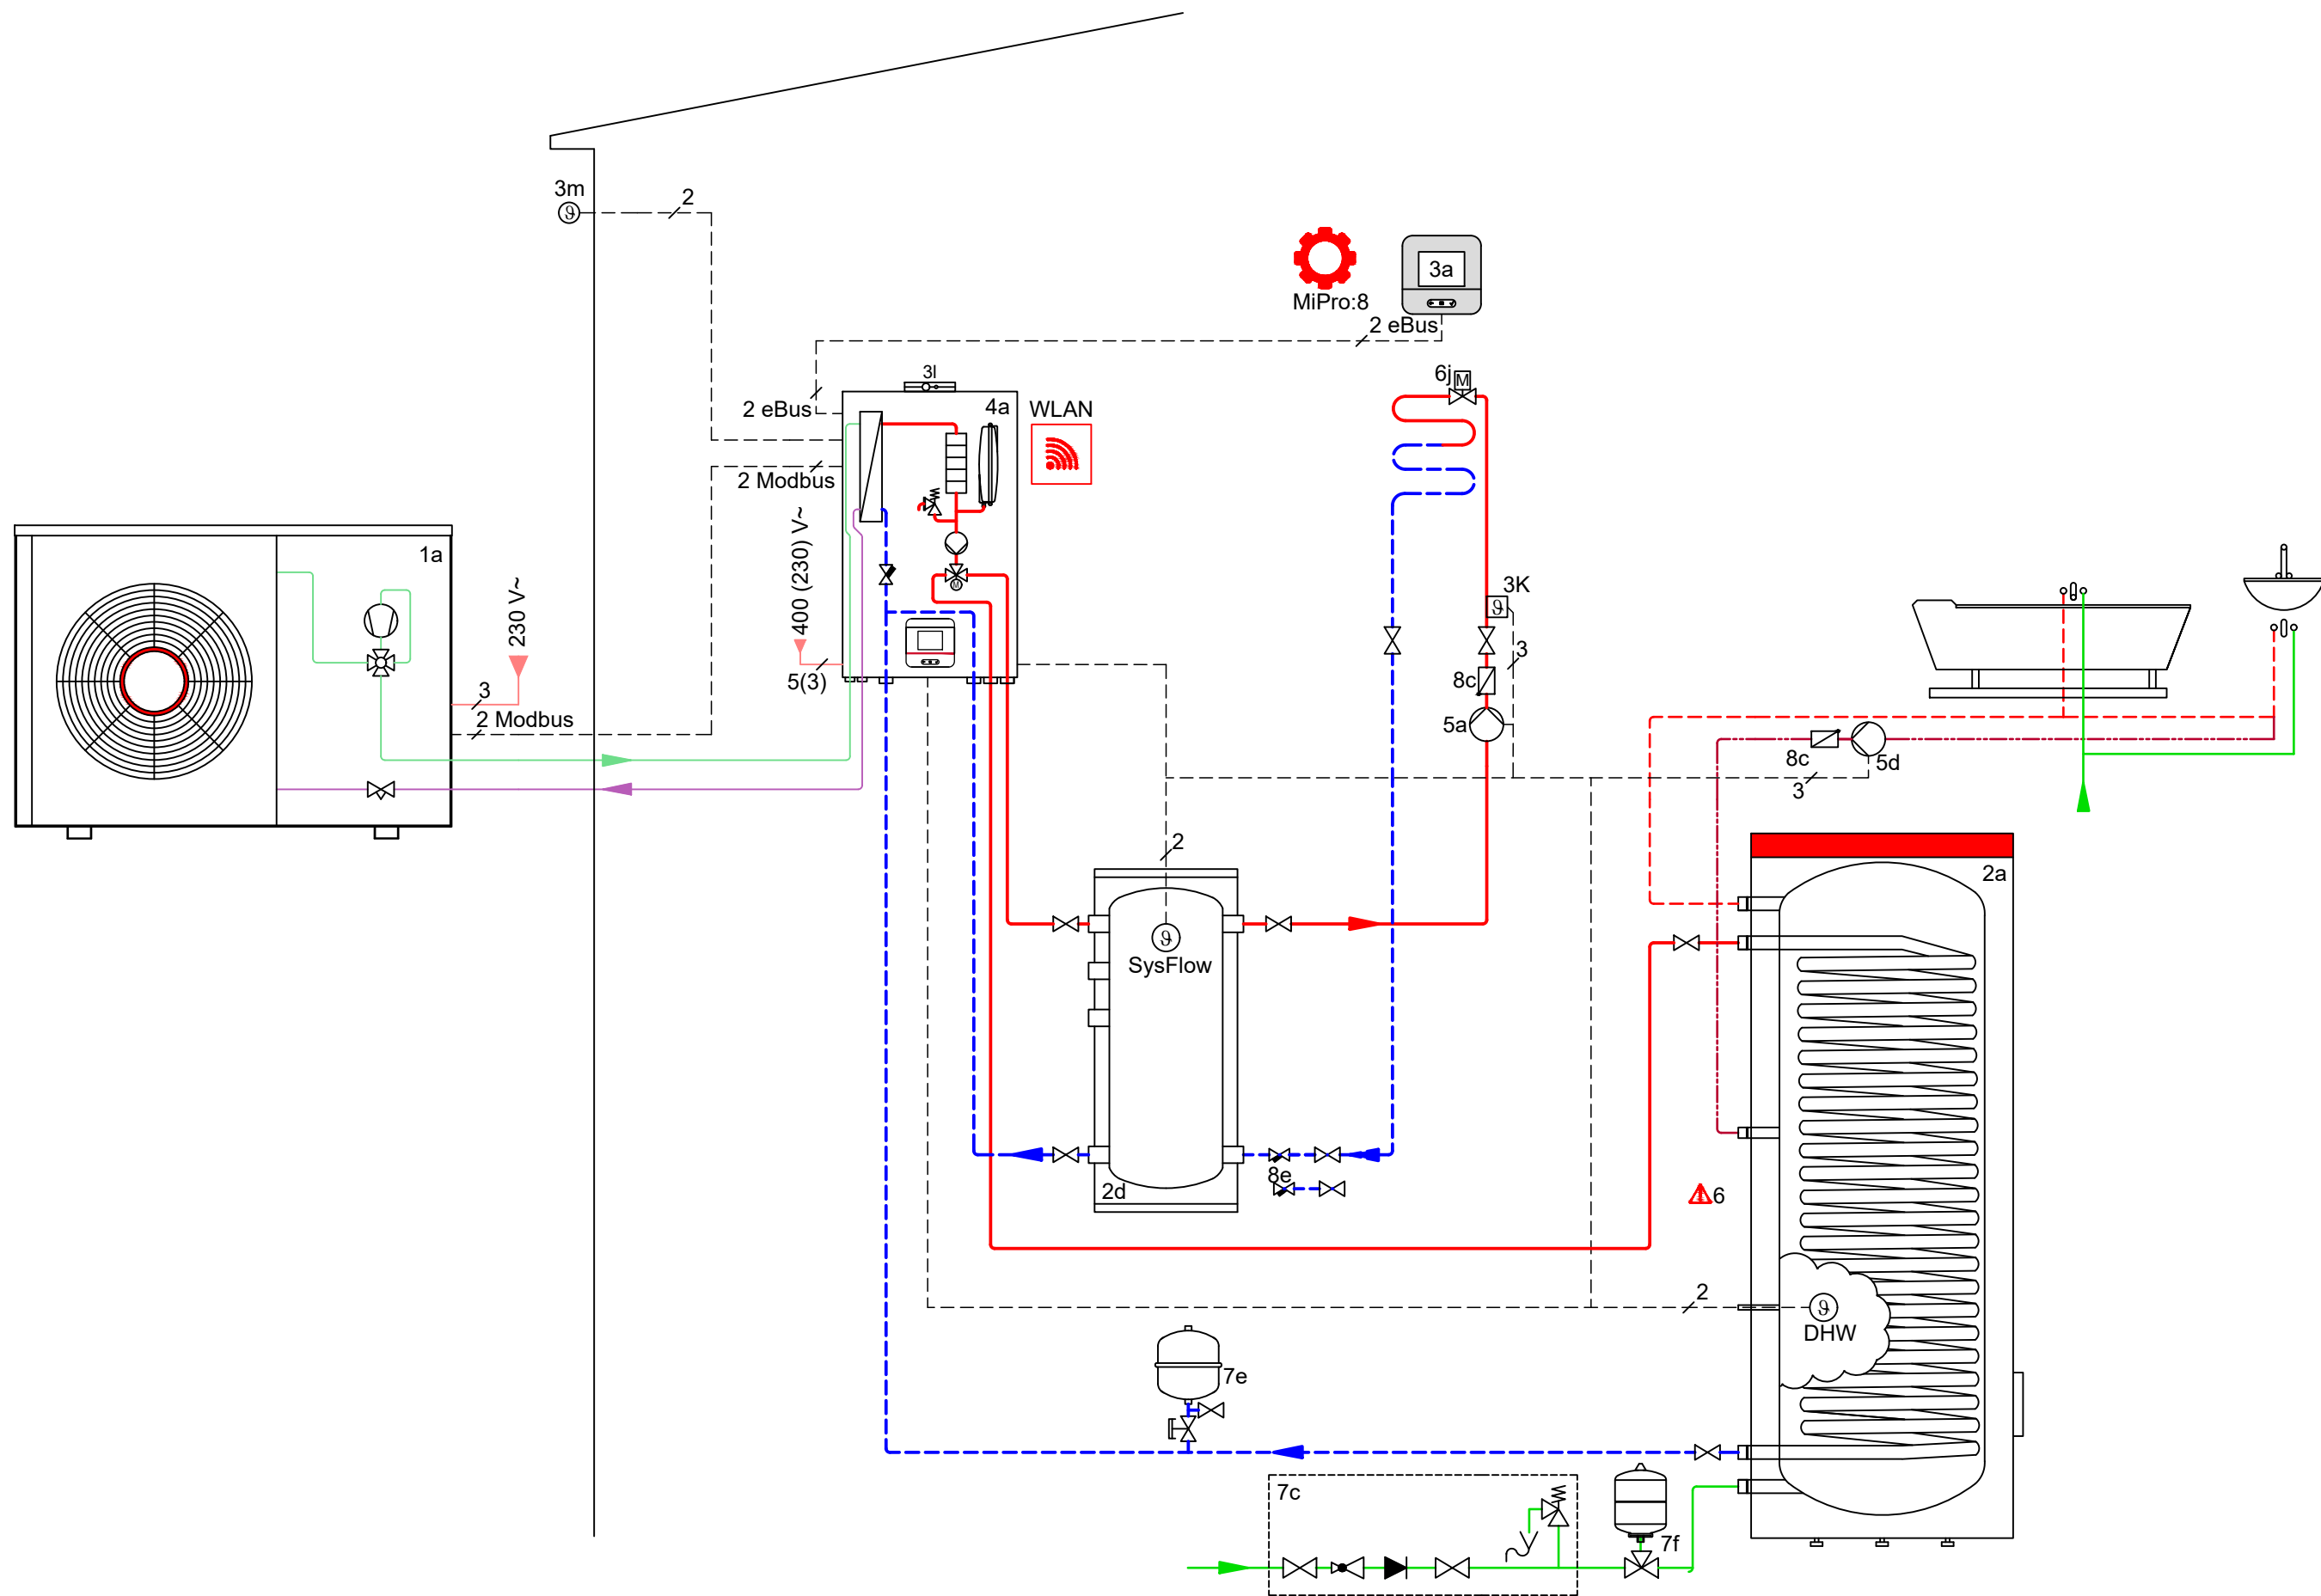 3m
2
MiPro:8
3a
2 eBus
3l
2 eBus
4a
WLAN
6j
M
2 Modbus
400 (230) V~
5(3)
M
1a
230 V~
3
2 Modbus
3K
ϑ
3
8c
5a
8c
5d
3
2
2a
ϑ
SysFlow
2d
8e
6
2
ϑ
DHW
7e
7c
7f
ϑ